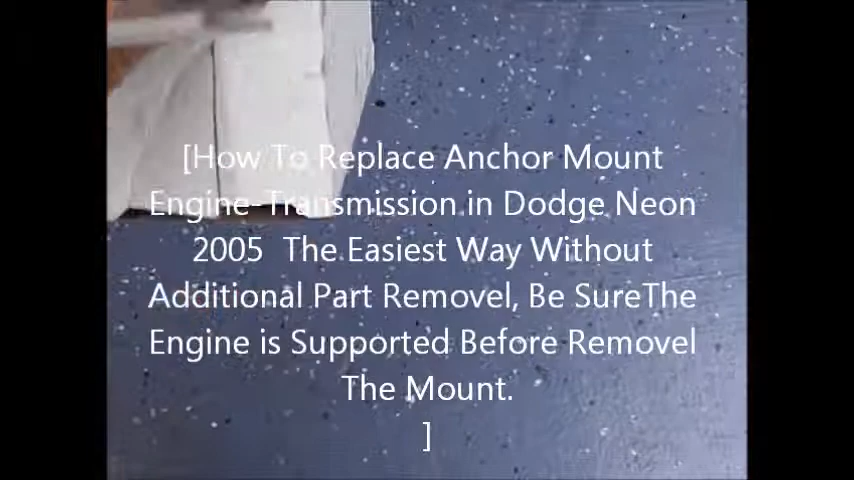 [How To Replace Anchor Mount
Engine-Transmission in Dodge Neon
2005  The Easiest Way Without
Additional Part Removel, Be SureThe
Engine is Supported Before Removel
The Mount.
]